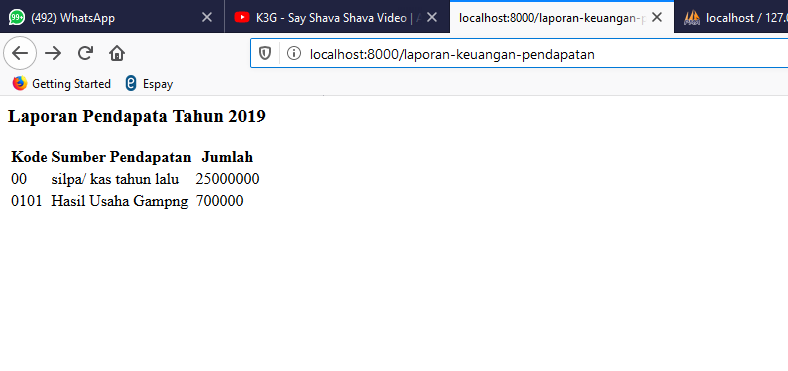 (492) WhatsApp
K3G - Say Shava Shava Video |
localhost:8000/laporan-keuangan-p
localhost / 127.0
localhost:8000/laporan-keuangan-pendapatan
Getting Started
Espay
Laporan Pendapata Tahun 2019
Kode Sumber Pendapatan Jumlah
00 silpa/ kas tahun lalu 25000000
0101 Hasil Usaha Gampng 700000